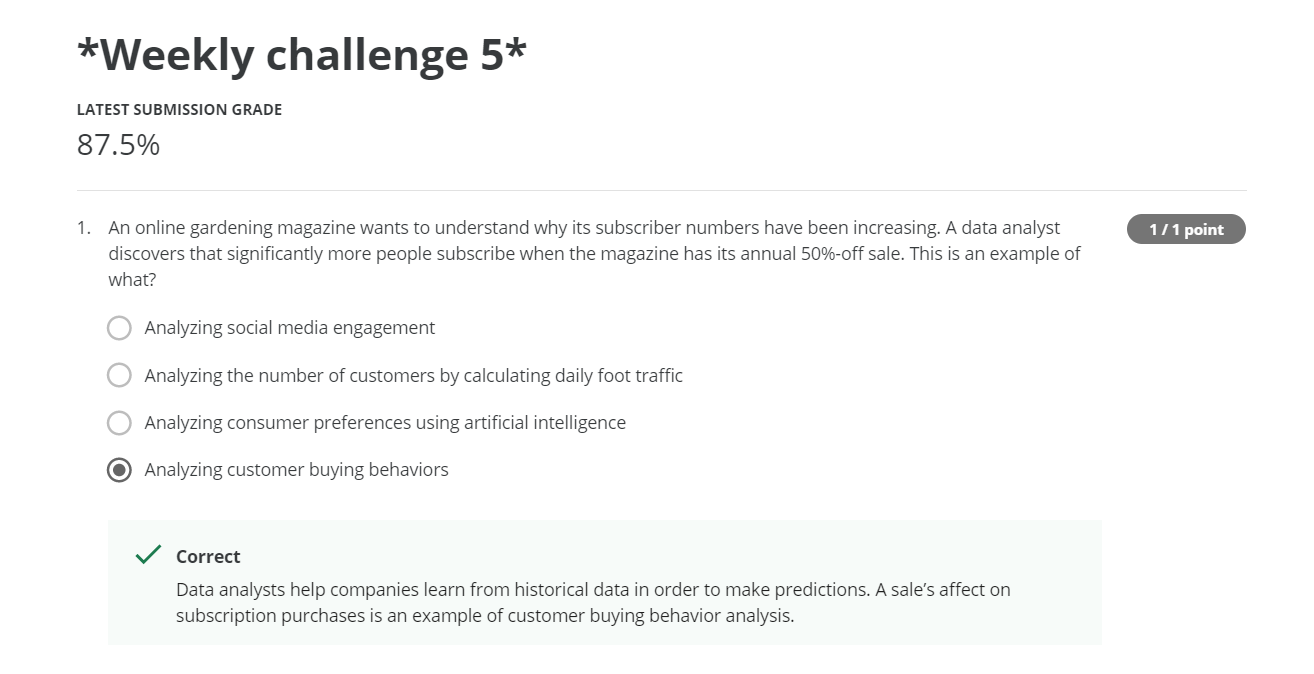 *Weekly challenge 5*
LATEST SUBMISSION GRADE
87.5%
1. An online gardening magazine wants to understand why its subscriber numbers have been increasing. A data analyst
discovers that significantly more people subscribe when the magazine has its annual 50%-off sale. This is an example of
what?
1 / 1 point
Analyzing social media engagement
Analyzing the number of customers by calculating daily foot traffic
Analyzing consumer preferences using artificial intelligence
Analyzing customer buying behaviors
Correct
Data analysts help companies learn from historical data in order to make predictions. A sale's affect on
subscription purchases is an example of customer buying behavior analysis.